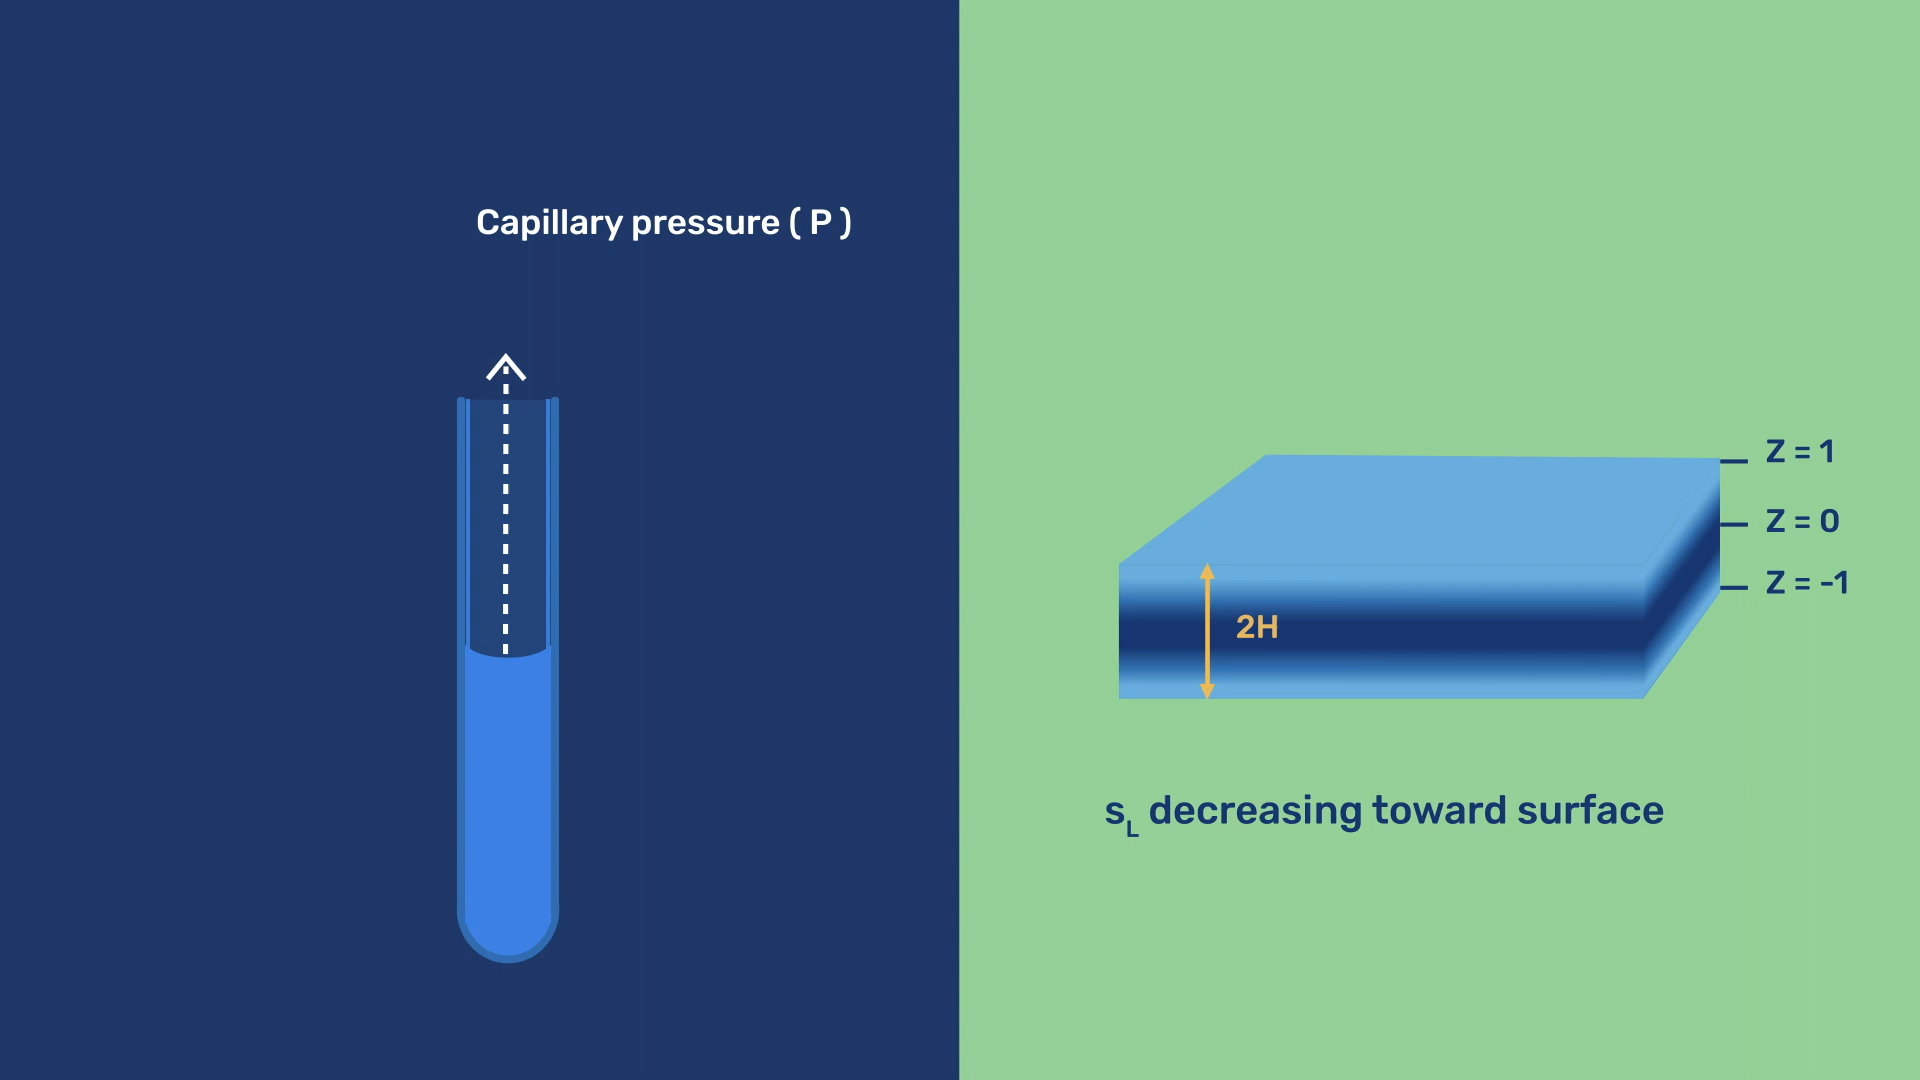 Capillary pressure ( P )
Z = 1
Z = 0
Z = -1
2H
sL decreasing toward surface